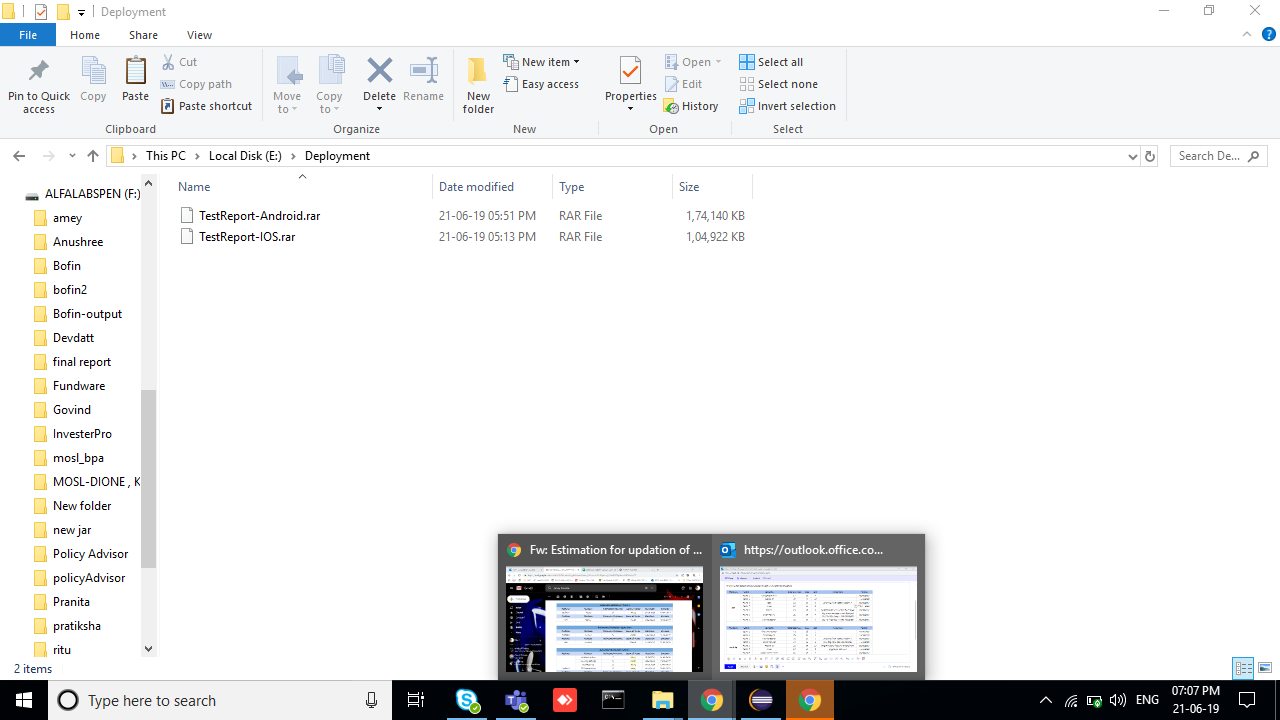 Deployment
File Home Share View
Pin to Quick access
Copy
Paste
Cut
Copy path
Paste shortcut
Clipboard
Move to
Copy to
Delete
Rename
Organize
New folder
New item
Easy access
New
Properties
Open
Edit
History
Open
Select all
Select none
Invert selection
Select
This PC Local Disk (E:) Deployment
Search De...
Name Date modified Type Size
TestReport-Android.rar 21-06-19 05:51 PM RAR File 1,74,140 KB
TestReport-IOS.rar 21-06-19 05:13 PM RAR File 1,04,922 KB
ALFALABSPEN (F:)
amey
Anushree
Bofin
bofin2
Bofin-output
Devdatt
final report
Fundware
Govind
InvesterPro
mosl_bpa
MOSL-DIONE , K
New folder
new jar
Policy Advisor
policyAdvisor
Pranita
pratiksha
ritu
2 items
Fw: Estimation for updation of ...
https://outlook.office.co...
Type here to search
ENG
07:07 PM
21-06-19